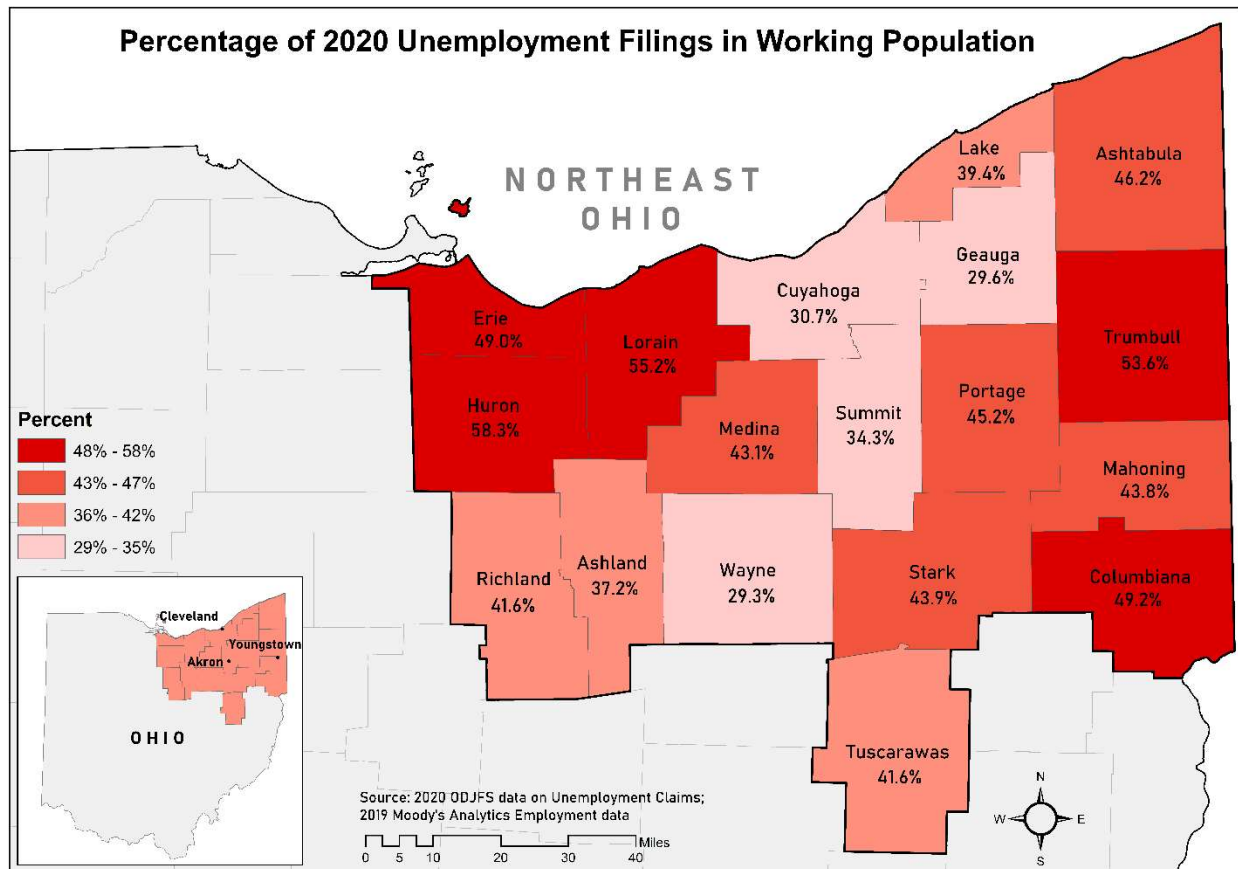 Percentage of 2020 Unemployment Filings in Working Population
NORTHEAST
OHIO
Lake
39.4%
Ashtabula
46.2%
Geauga
29.6%
Cuyahoga
30.7%
Erie
49.0%
Lorain
55.2%
Trumbull
53.6%
Huron
58.3%
Medina
43.1%
Summit
34.3%
Portage
45.2%
Mahoning
43.8%
Richland
41.6%
Ashland
37.2%
Wayne
29.3%
Stark
43.9%
Columbiana
49.2%
Tuscarawas
41.6%
Percent
48% - 58%
43% - 47%
36% - 42%
29% - 35%
Cleveland
Youngstown
Akron
OHIO
Source: 2020 ODJFS data on Unemployment Claims;
2019 Moody's Analytics Employment data
Miles
0 5 10 20 30 40
N
W E
S